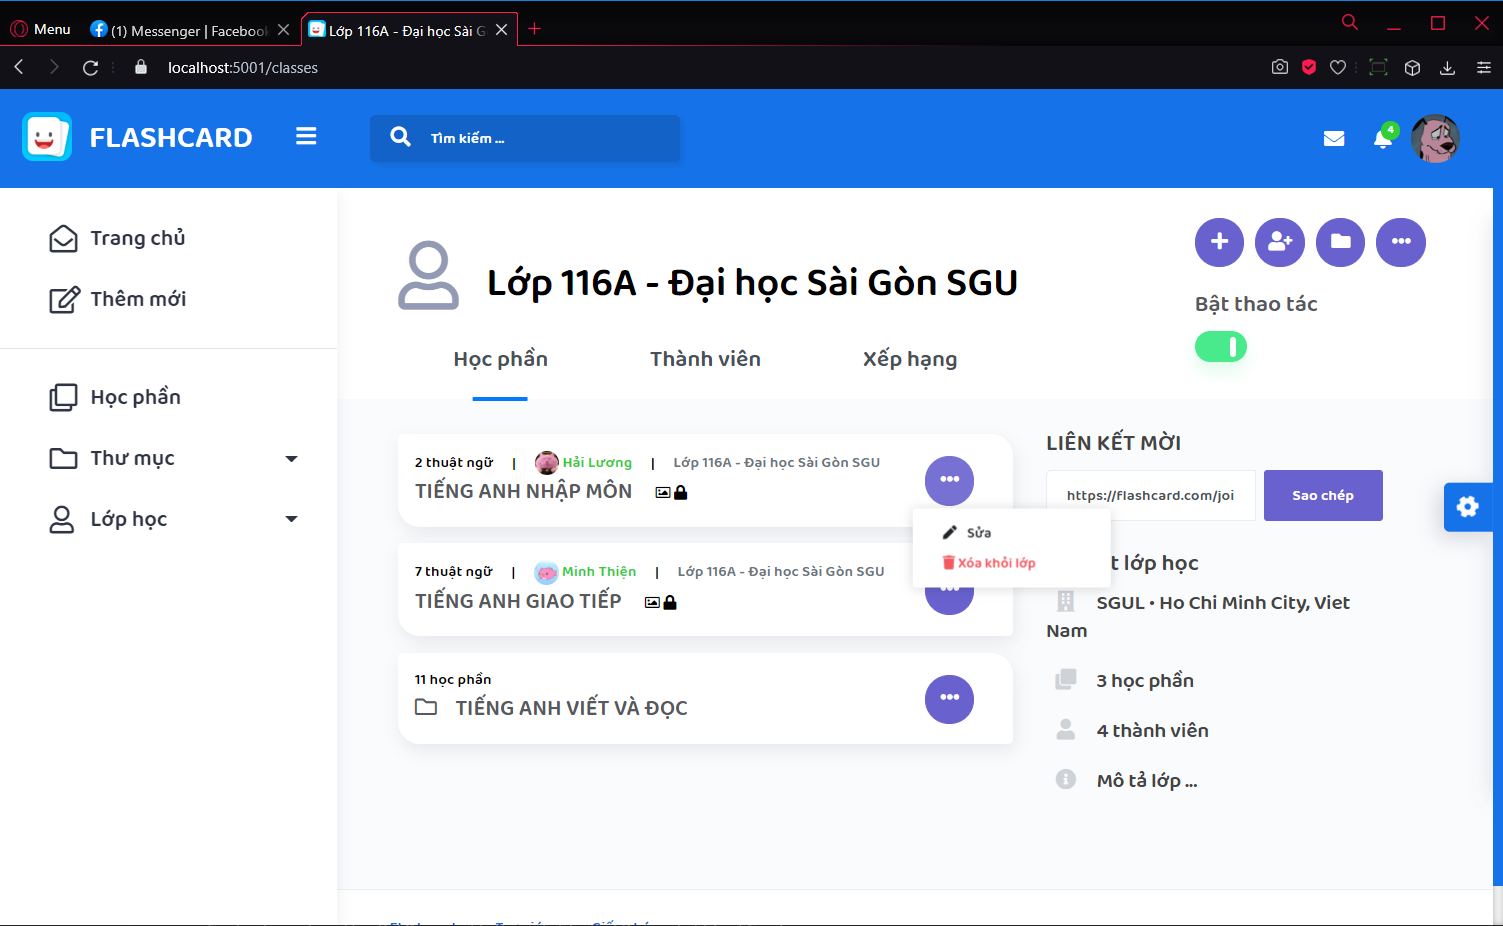 Menu
(1) Messenger | Facebook
Lớp 116A - Đại học Sài G
localhost:5001/classes
FLASHCARD
Tìm kiếm ...
4
Trang chủ
Thêm mới
Học phần
Thư mục
Lớp học
Lớp 116A - Đại học Sài Gòn SGU
Bật thao tác
Học phần
Thành viên
Xếp hạng
2 thuật ngữ | Hải Lương | Lớp 116A - Đại học Sài Gòn SGU
TIẾNG ANH NHẬP MÔN
Sửa
Xóa khỏi lớp
7 thuật ngữ | Minh Thiện | Lớp 116A - Đại học Sài Gòn SGU
TIẾNG ANH GIAO TIẾP
11 học phần
TIẾNG ANH VIẾT VÀ ĐỌC
LIÊN KẾT MỜI
https://flashcard.com/joi
Sao chép
t lớp học
SGUL • Ho Chi Minh City, Viet
Nam
3 học phần
4 thành viên
Mô tả lớp ...